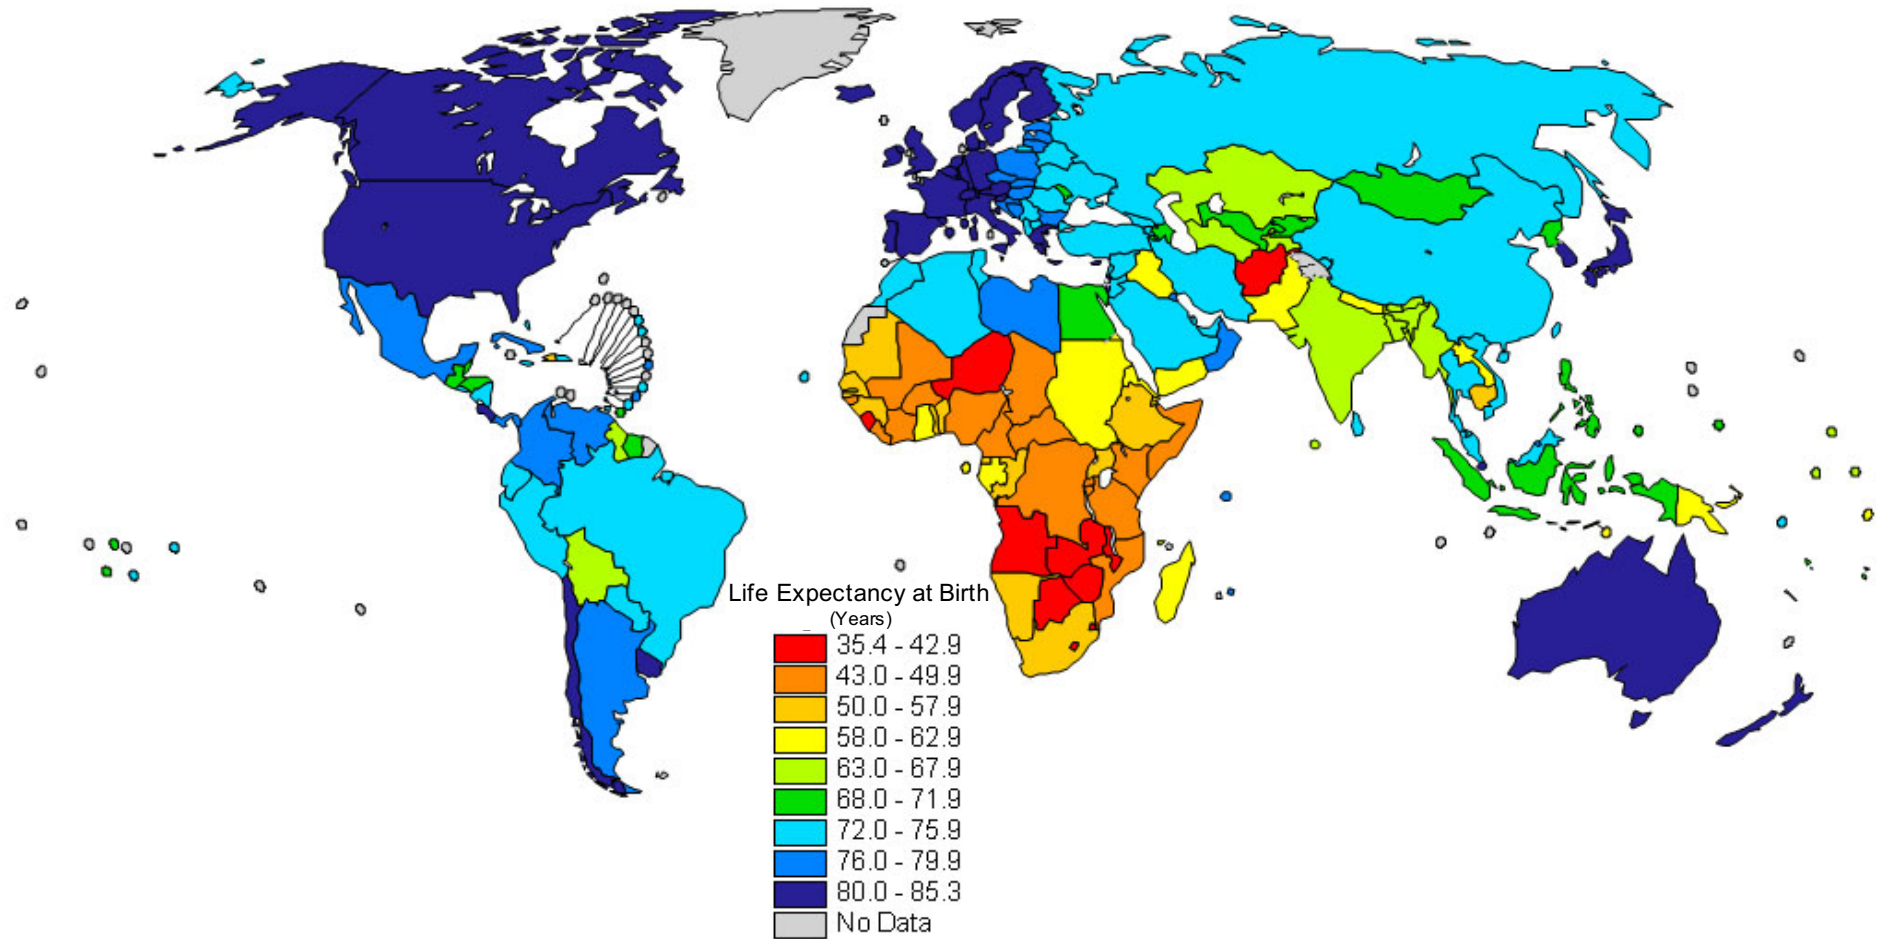 Life Expectancy at Birth
(Years)
35.4 - 42.9
43.0 - 49.9
50.0 - 57.9
58.0 - 62.9
63.0 - 67.9
68.0 - 71.9
72.0 - 75.9
76.0 - 79.9
80.0 - 85.3
No Data